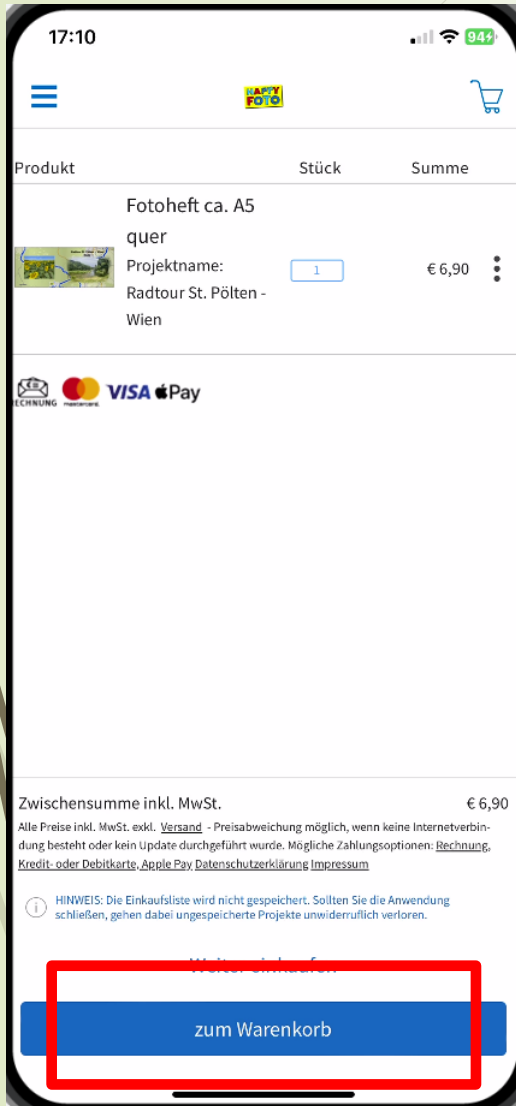 17:10
94
HAPPY
FOTO
Produkt Stück Summe
Fotoheft ca. A5
quer
Projektname:
Radtour St. Pölten -
Wien
1
€ 6,90
RECHNUNG mastercard VISA Pay
Zwischensumme inkl. MwSt. € 6,90
Alle Preise inkl. MwSt. exkl. Versand - Preisabweichung möglich, wenn keine Internetverbin-
dung besteht oder kein Update durchgeführt wurde. Mögliche Zahlungsoptionen: Rechnung,
Kredit- oder Debitkarte, Apple Pay Datenschutzerklärung Impressum
HINWEIS: Die Einkaufsliste wird nicht gespeichert. Sollten Sie die Anwendung
schließen, gehen dabei ungespeicherte Projekte unwiderruflich verloren.
Weiter einkaufen
zum Warenkorb